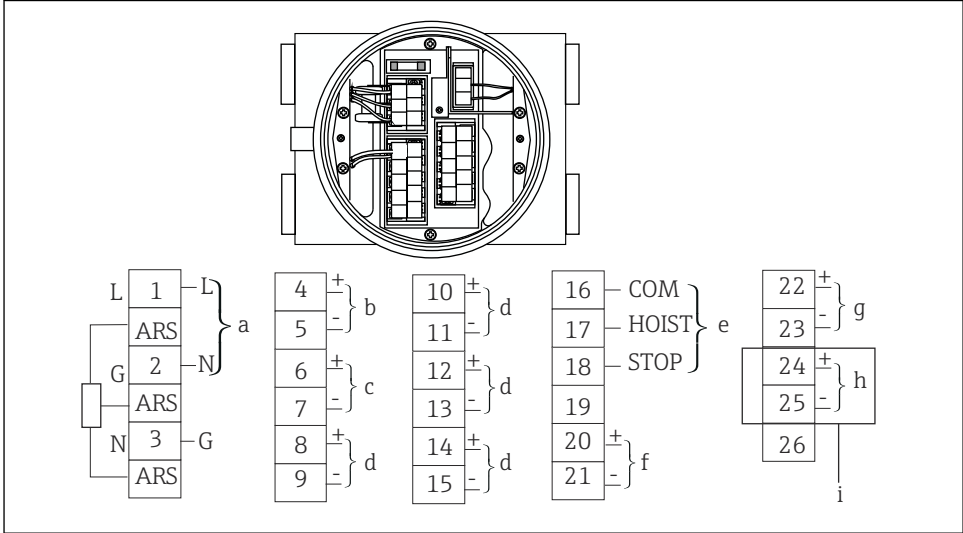 L 1 L
ARS
G 2 N
ARS
N 3 G
ARS
a
4 +
5 -
b
6 +
7 -
c
8 +
9 -
d
10 +
11 -
d
12 +
13 -
d
14 +
15 -
d
16 COM
17 HOIST
18 STOP
e
19
20 +
21 -
f
22 +
23 -
g
24 +
25 -
h
26
i